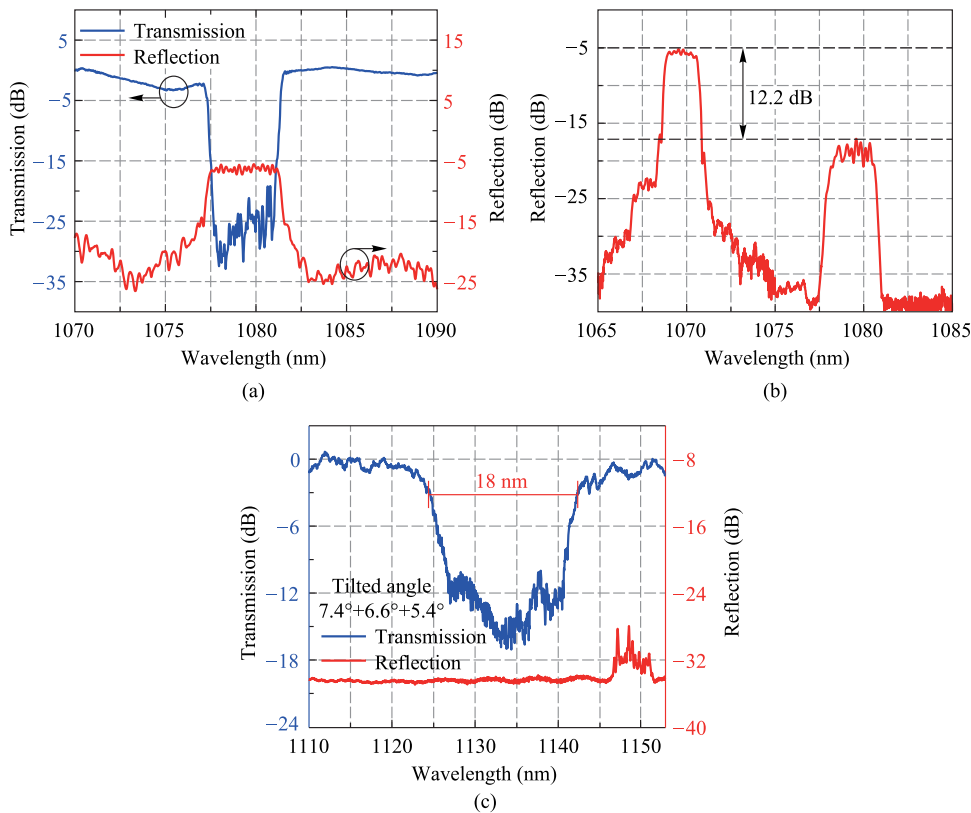 Transmission
Reflection
5
−5
−15
−25
−35
15
5
−5
−15
−25
Transmission (dB)
Reflection (dB)
1070 1075 1080 1085 1090
Wavelength (nm)
(a)
−5
−15
−25
−35
12.2 dB
Reflection (dB)
1065 1070 1075 1080 1085
Wavelength (nm)
(b)
0
−6
−12
−18
−24
−8
−16
−24
−32
−40
18 nm
Tilted angle
7.4°+6.6°+5.4°
Transmission
Reflection
Transmission (dB)
Reflection (dB)
1110 1120 1130 1140 1150
Wavelength (nm)
(c)